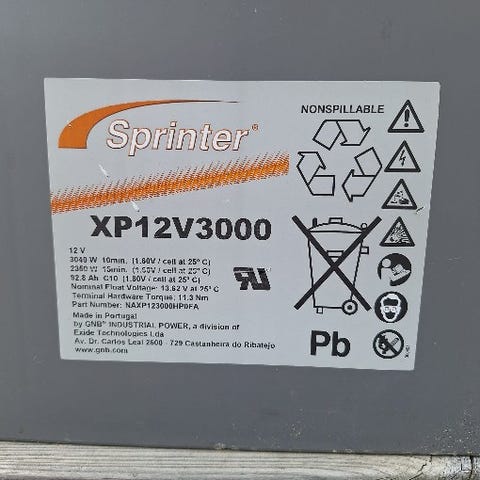 NONSPILLABLE
Sprinter®
XP12V3000
12 V
3040 W 10min. (1.60V / cell at 25° C)
2350 W 15min. (1.60V / cell at 25° C)
92.8 Ah C10 (1.80V / cell at 25° C)
Nominal Float Voltage: 13.62 V at 25° C
Terminal Hardware Torque: 11.3 Nm
Part Number: NAXP123000HP0FA
Made in Portugal
by GNB® INDUSTRIAL POWER, a division of
Exide Technologies Lda
Av. Dr. Carlos Leal 2600 - 729 Castanheira do Ribatejo
www.gnb.com
Pb